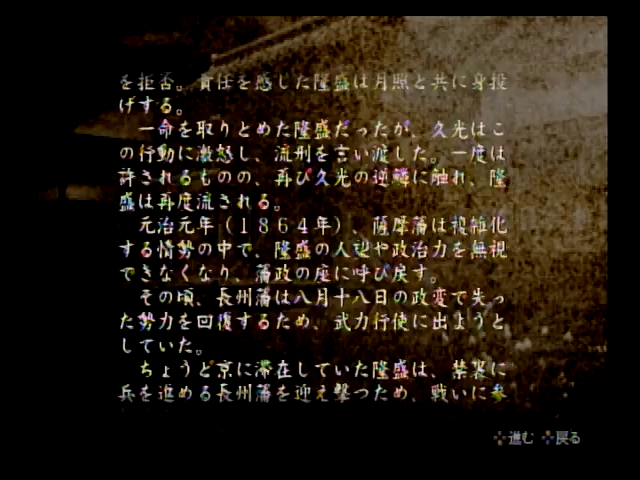 を拒否。責任を感じた隆盛は月照と共に身投
げする。
一命を取りとめた隆盛だったが、久光はこ
の行動に激怒し、流刑を言い渡した。一度は
許されるものの、再び久光の逆鱗に触れ、隆
盛は再度流される。
元治元年（１８６４年）、薩摩藩は複雑化
する情勢の中で、隆盛の人望や政治力を無視
できなくなり、藩政の座に呼び戻す。
その頃、長州藩は八月十八日の政変で失っ
た勢力を回復するため、武力行使に出ようと
していた。
ちょうど京に滞在していた隆盛は、禁裏に
兵を進める長州藩を迎え撃つため、戦いに参
進む 戻る